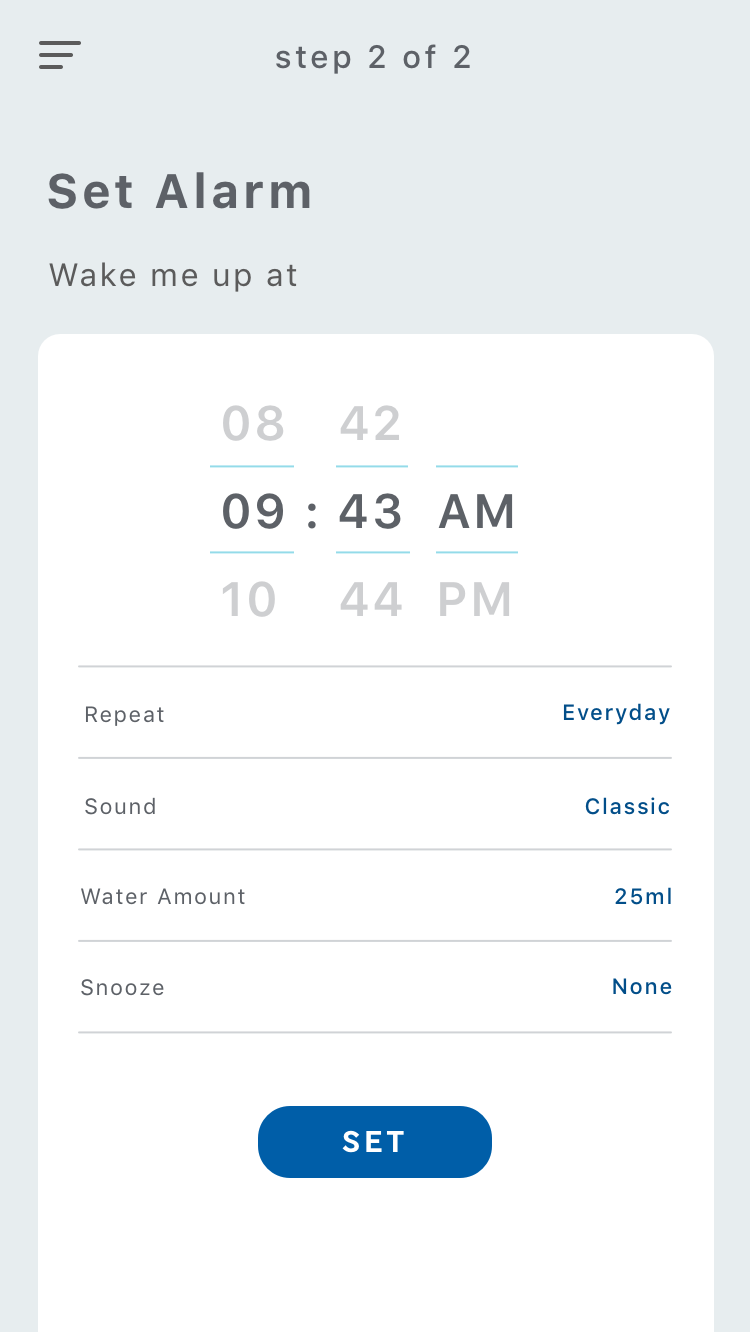 step 2 of 2
Set Alarm
Wake me up at
08 42
09 : 43 AM
10 44 PM
Repeat Everyday
Sound Classic
Water Amount 25ml
Snooze None
SET